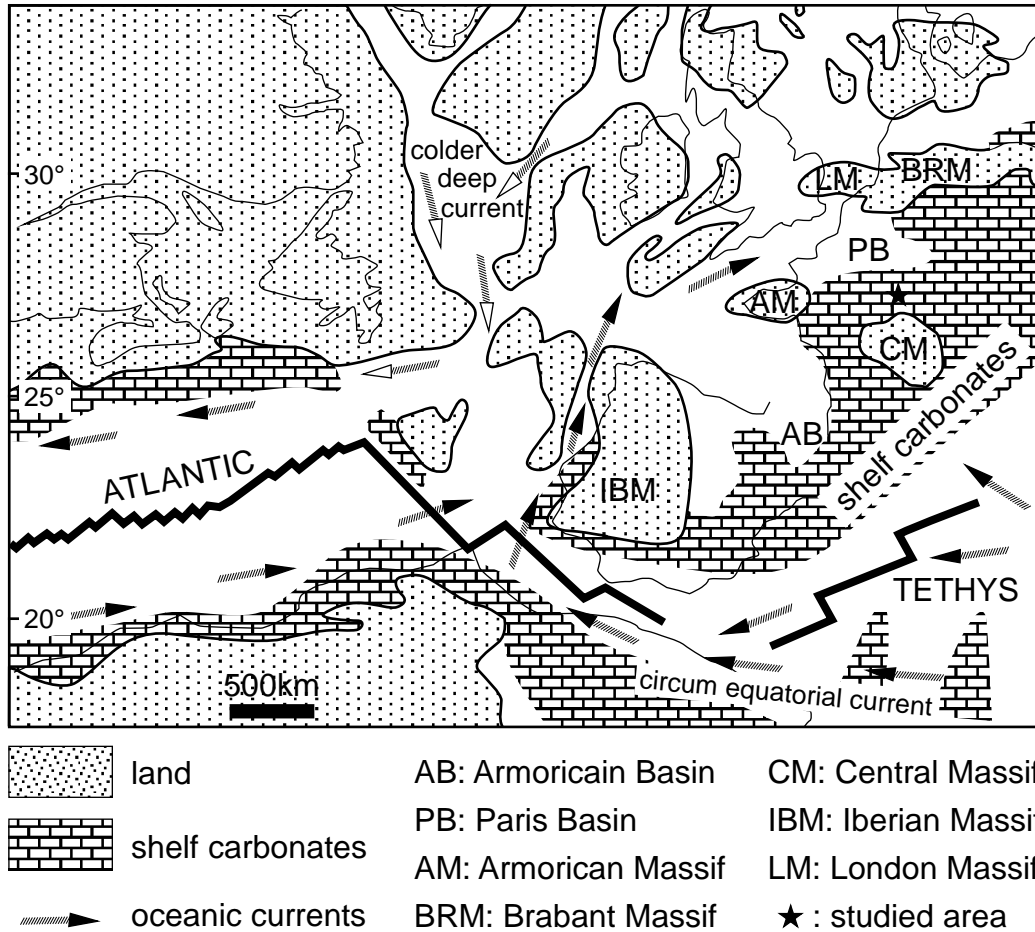 colder
deep
current
30°
LM
BRM
PB
AM
CM
25°
AB
shelf carbonates
ATLANTIC
IBM
20°
TETHYS
500km
circum equatorial current
land
shelf carbonates
oceanic currents
AB: Armoricain Basin
PB: Paris Basin
AM: Armorican Massif
BRM: Brabant Massif
CM: Central Massif
IBM: Iberian Massif
LM: London Massif
★ : studied area